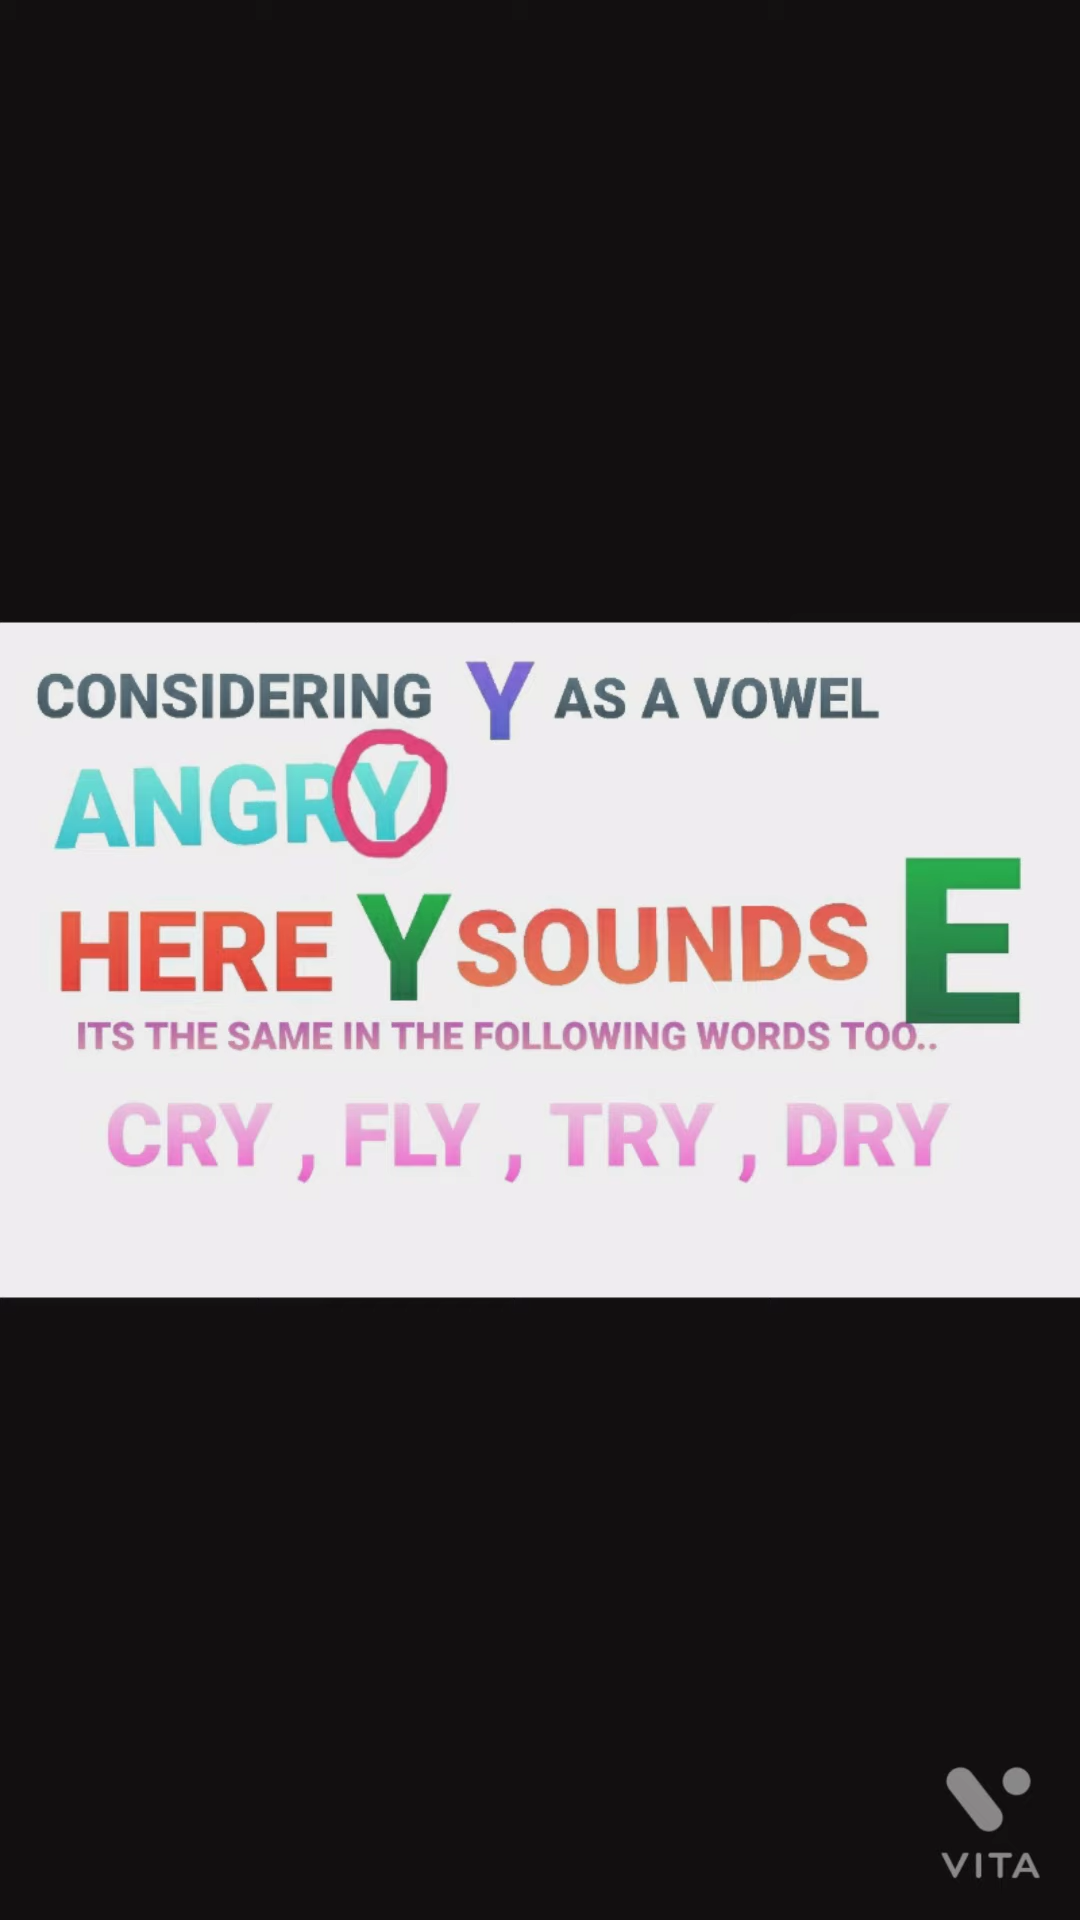 CONSIDERING Y AS A VOWEL
ANGRY
HERE Y SOUNDS E
ITS THE SAME IN THE FOLLOWING WORDS TOO..
CRY , FLY , TRY , DRY
VITA